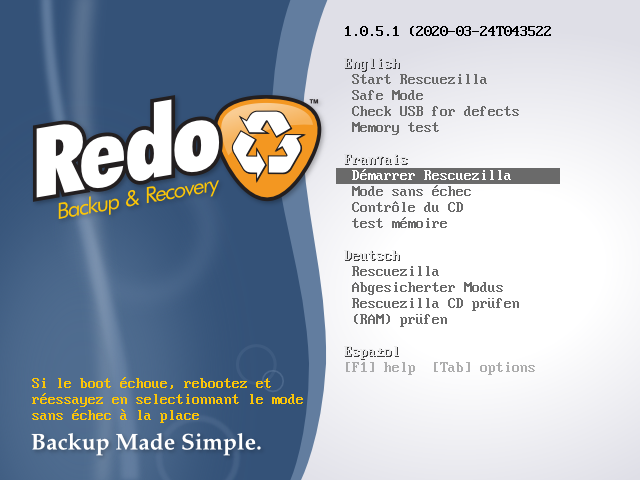 1.0.5.1 (2020-03-24T043522
English
Start Rescuezilla
Safe Mode
Check USB for defects
Memory test
Redo™
Backup & Recovery
Franτais
Démarrer Rescuezilla
Mode sans échec
Contrôle du CD
test mémoire
Deutsch
Rescuezilla
Abgesicherter Modus
Rescuezilla CD prüfen
(RAM) prüfen
Español
[F1] help [Tab] options
Si le boot échoue, rebootez et
réessayez en selectionnant le mode
sans échec à la place
Backup Made Simple.